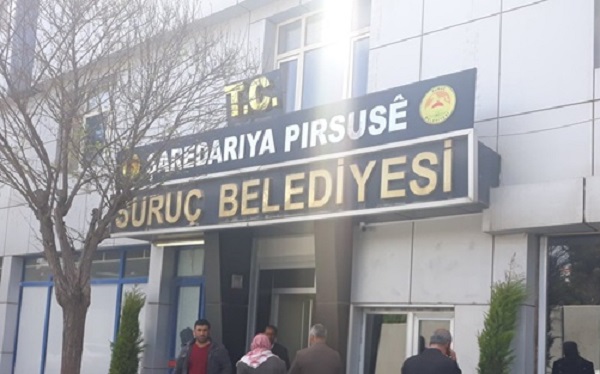 T.C.
ŞAREDARIYA PIRSUSÊ
SURUÇ BELEDİYESİ